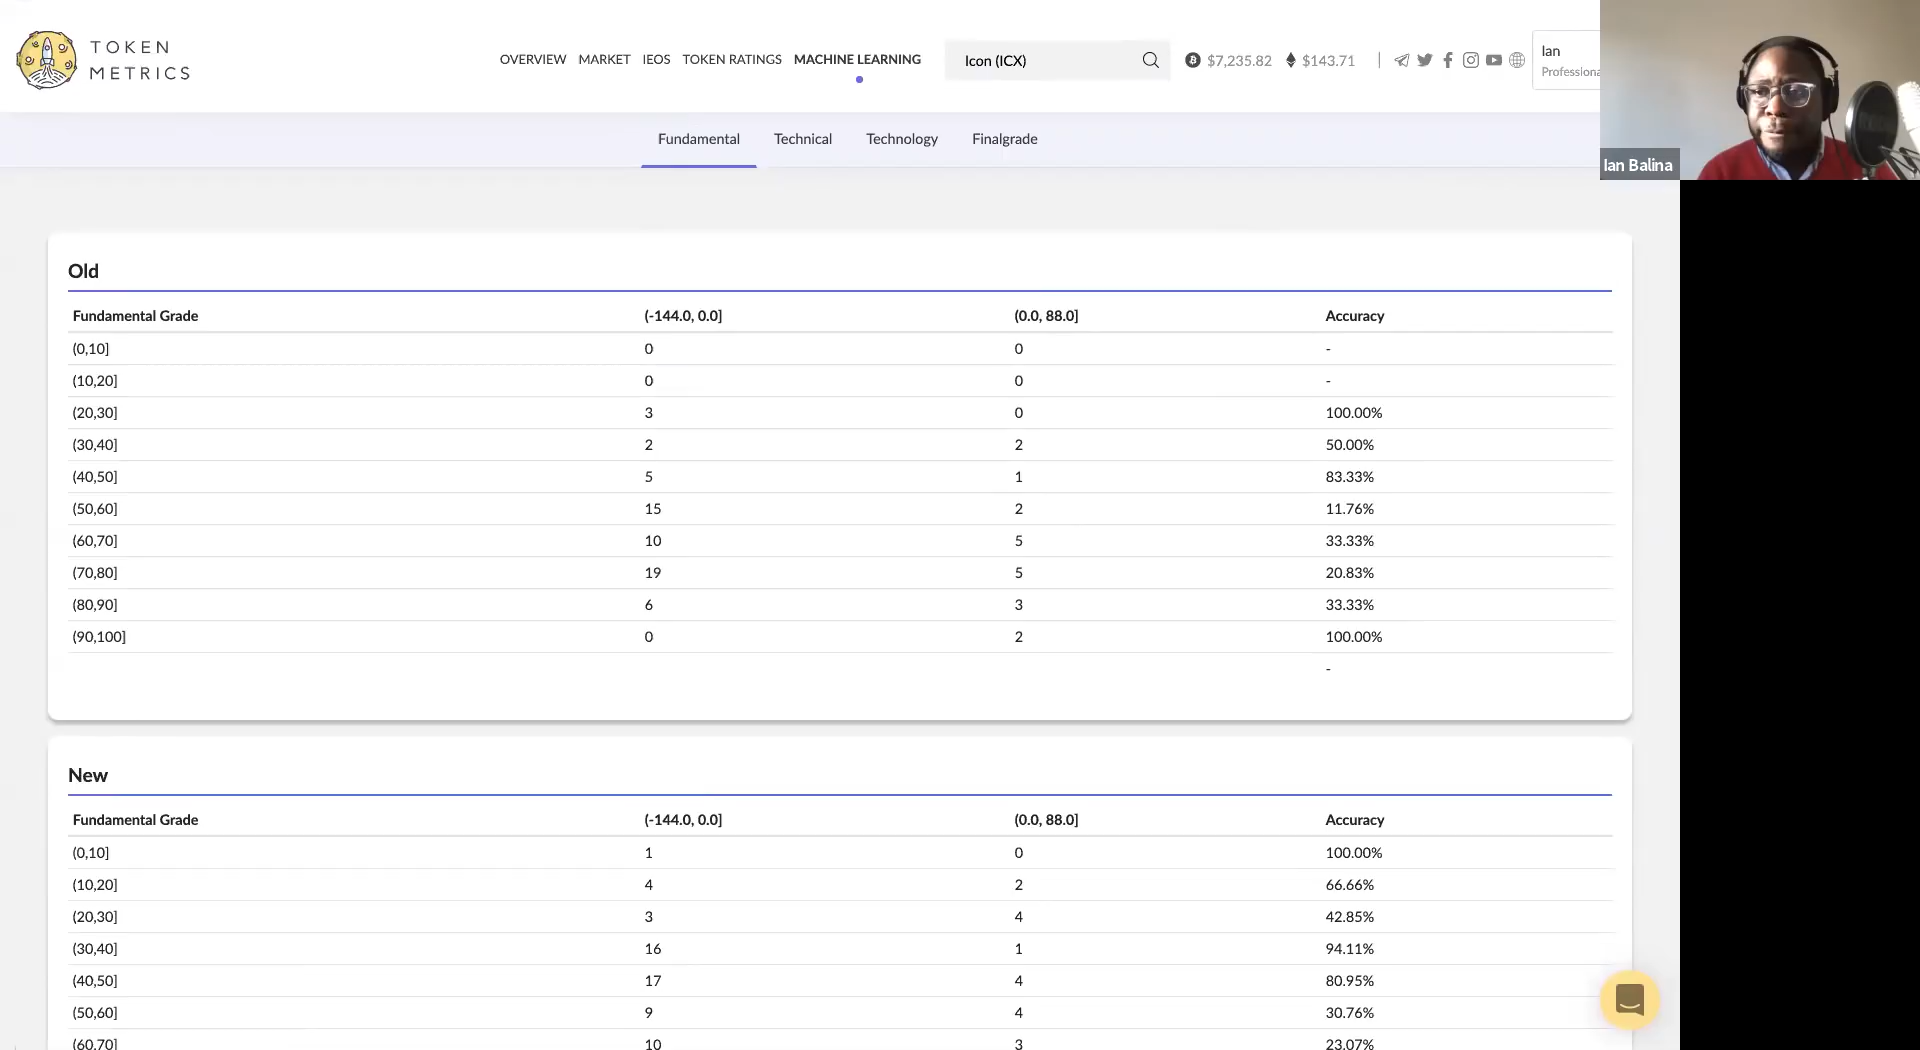 TOKEN
METRICS
OVERVIEW MARKET IEOS TOKEN RATINGS MACHINE LEARNING
Icon (ICX)
$7,235.82 $143.71
Ian
Professiona
Ian Balina
Fundamental Technical Technology Finalgrade
Old
Fundamental Grade (-144.0, 0.0] (0.0, 88.0] Accuracy
(0,10] 0 0 -
(10,20] 0 0 -
(20,30] 3 0 100.00%
(30,40] 2 2 50.00%
(40,50] 5 1 83.33%
(50,60] 15 2 11.76%
(60,70] 10 5 33.33%
(70,80] 19 5 20.83%
(80,90] 6 3 33.33%
(90,100] 0 2 100.00%
-
New
Fundamental Grade (-144.0, 0.0] (0.0, 88.0] Accuracy
(0,10] 1 0 100.00%
(10,20] 4 2 66.66%
(20,30] 3 4 42.85%
(30,40] 16 1 94.11%
(40,50] 17 4 80.95%
(50,60] 9 4 30.76%
(60,70] 10 3 23.07%